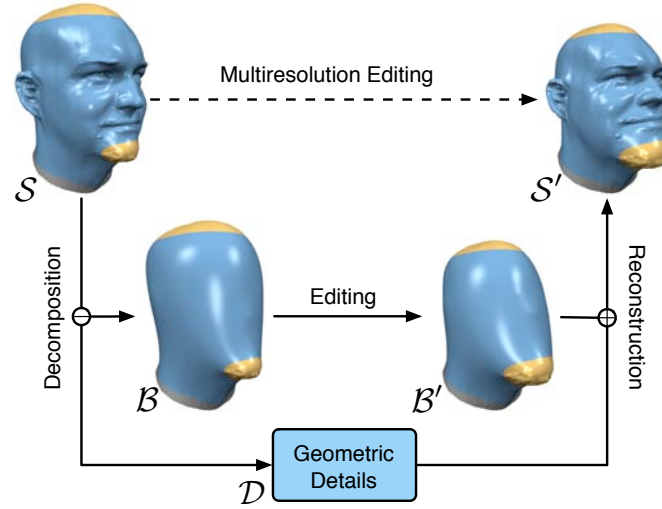 Multiresolution Editing
𝒮
𝒮′
Decomposition
Editing
Reconstruction
ℬ
ℬ′
Geometric
Details
𝒟